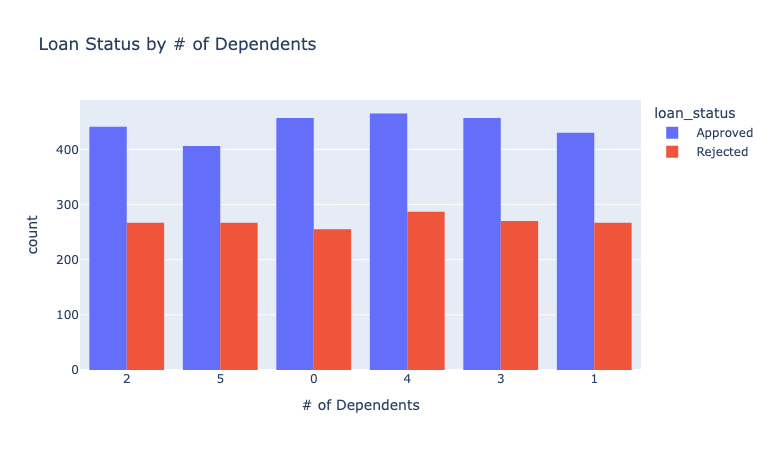 Loan Status by # of Dependents
loan_status
Approved
Rejected
400
300
200
100
0
count
2 5 0 4 3 1
# of Dependents